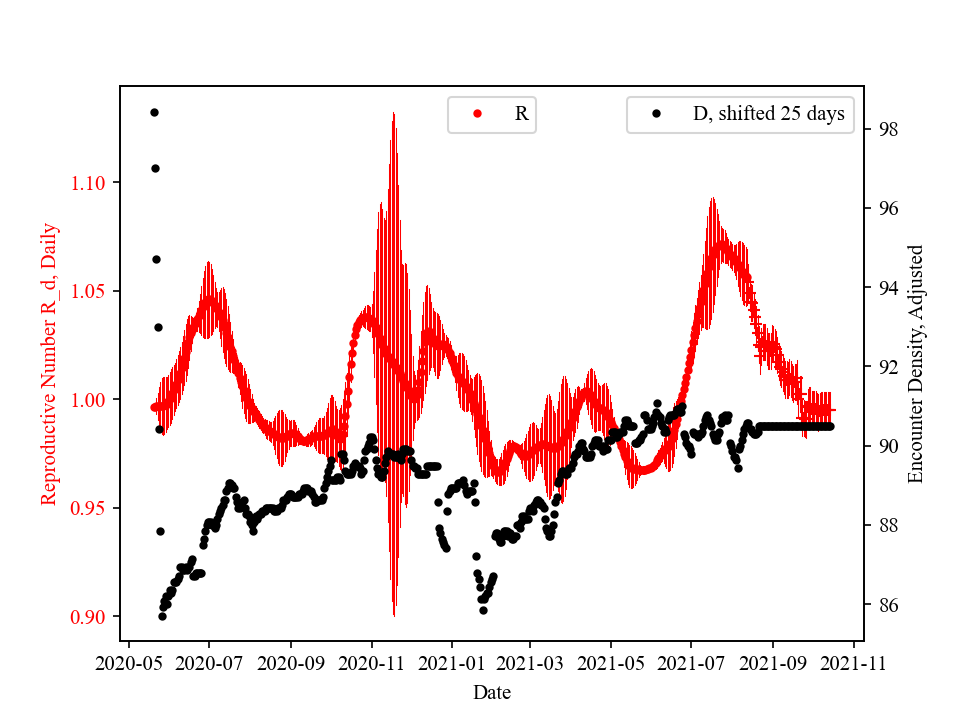 R
D, shifted 25 days
Reproductive Number R_d, Daily
1.10
1.05
1.00
0.95
0.90
98
96
94
92
90
88
86
Encounter Density, Adjusted
2020-05 2020-07 2020-09 2020-11 2021-01 2021-03 2021-05 2021-07 2021-09 2021-11
Date